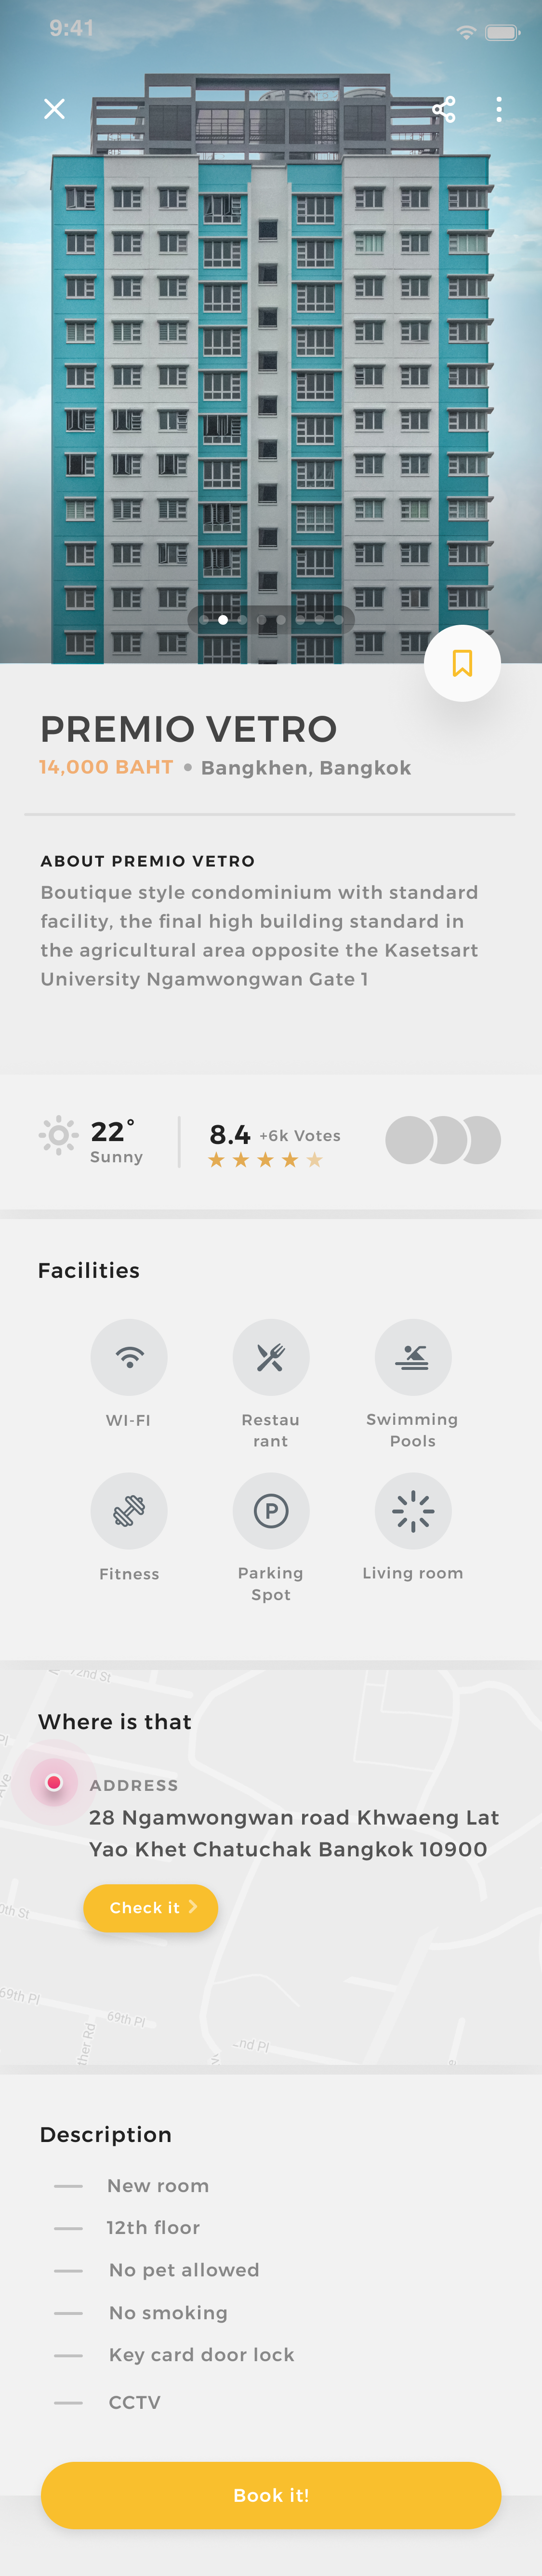 9:41
PREMIO VETRO
14,000 BAHT • Bangkhen, Bangkok
ABOUT PREMIO VETRO
Boutique style condominium with standard
facility, the final high building standard in
the agricultural area opposite the Kasetsart
University Ngamwongwan Gate 1
22° 8.4 +6k Votes
Sunny
Facilities
WI-FI Restau Swimming
rant Pools
P
Fitness Parking Living room
Spot
72nd St
Where is that
Pl
Ave
ADDRESS
28 Ngamwongwan road Khwaeng Lat
Yao Khet Chatuchak Bangkok 10900
Check it
0th St
69th Pl
69th Pl
ther Rd
2nd Pl
Description
New room
12th floor
No pet allowed
No smoking
Key card door lock
CCTV
Book it!